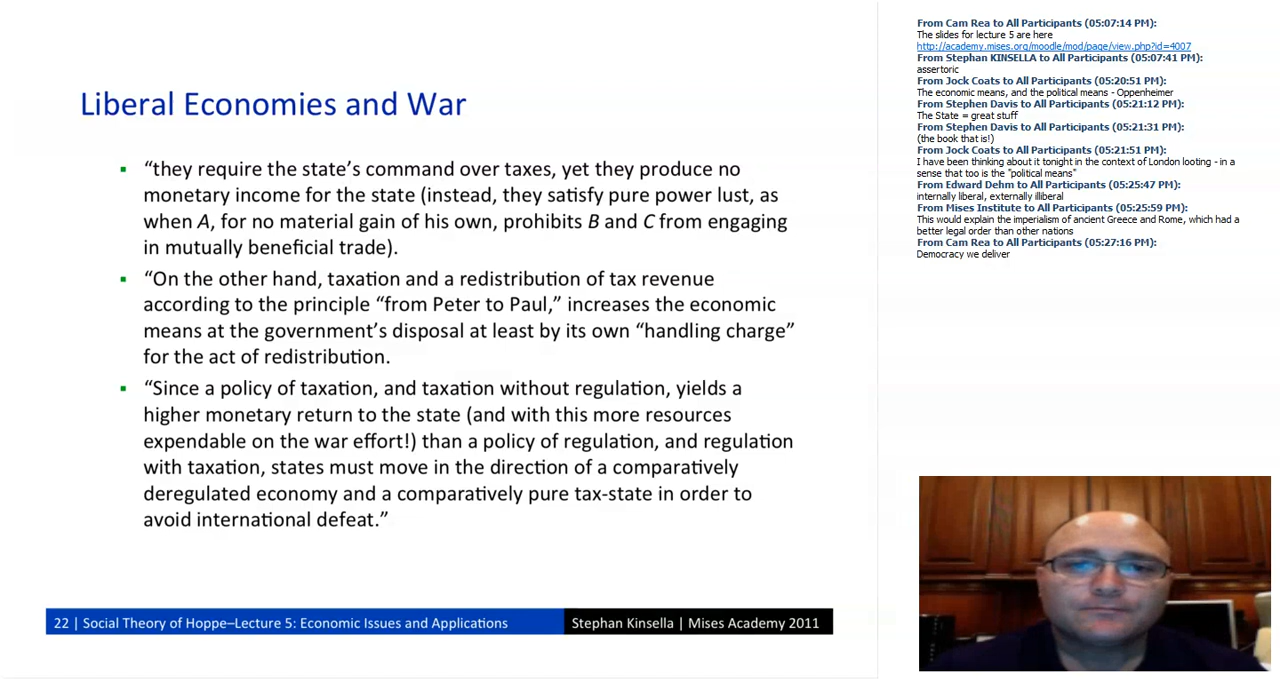 Liberal Economies and War
▪ “they require the state’s command over taxes, yet they produce no
monetary income for the state (instead, they satisfy pure power lust, as
when A, for no material gain of his own, prohibits B and C from engaging
in mutually beneficial trade).
▪ “On the other hand, taxation and a redistribution of tax revenue
according to the principle “from Peter to Paul,” increases the economic
means at the government’s disposal at least by its own “handling charge”
for the act of redistribution.
▪ “Since a policy of taxation, and taxation without regulation, yields a
higher monetary return to the state (and with this more resources
expendable on the war effort!) than a policy of regulation, and regulation
with taxation, states must move in the direction of a comparatively
deregulated economy and a comparatively pure tax-state in order to
avoid international defeat.”
22 | Social Theory of Hoppe–Lecture 5: Economic Issues and Applications
Stephan Kinsella | Mises Academy 2011
From Cam Rea to All Participants (05:07:14 PM):
The slides for lecture 5 are here
http://academy.mises.org/moodle/mod/page/view.php?id=4007
From Stephan KINSELLA to All Participants (05:07:41 PM):
assertoric
From Jock Coats to All Participants (05:20:51 PM):
The economic means, and the political means - Oppenheimer
From Stephen Davis to All Participants (05:21:12 PM):
The State = great stuff
From Stephen Davis to All Participants (05:21:31 PM):
(the book that is!)
From Jock Coats to All Participants (05:21:51 PM):
I have been thinking about it tonight in the context of London looting - in a
sense that too is the "political means"
From Edward Dehm to All Participants (05:25:47 PM):
internally liberal, externally illiberal
From Mises Institute to All Participants (05:25:59 PM):
This would explain the imperialism of ancient Greece and Rome, which had a
better legal order than other nations
From Cam Rea to All Participants (05:27:16 PM):
Democracy we deliver